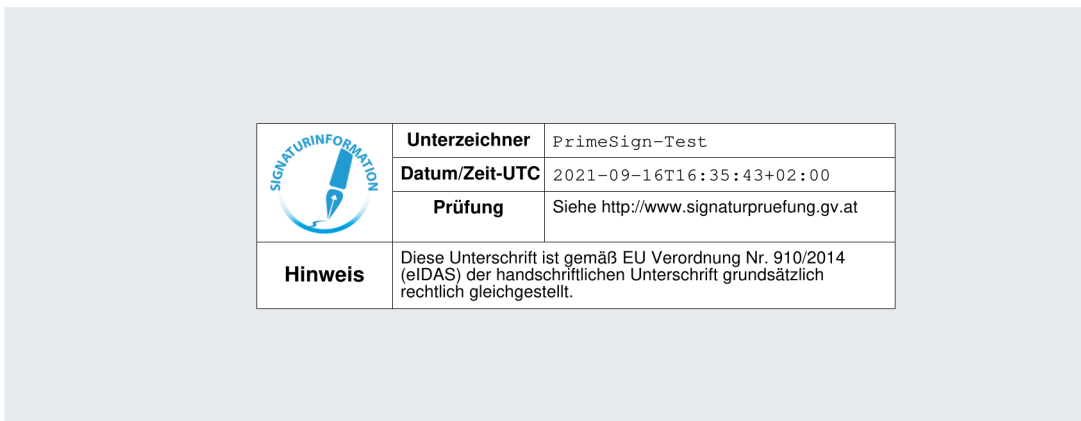 SIGNATURINFORMATION
Unterzeichner PrimeSign-Test
Datum/Zeit-UTC 2021-09-16T16:35:43+02:00
Prüfung Siehe http://www.signaturpruefung.gv.at
Hinweis
Diese Unterschrift ist gemäß EU Verordnung Nr. 910/2014
(eIDAS) der handschriftlichen Unterschrift grundsätzlich
rechtlich gleichgestellt.